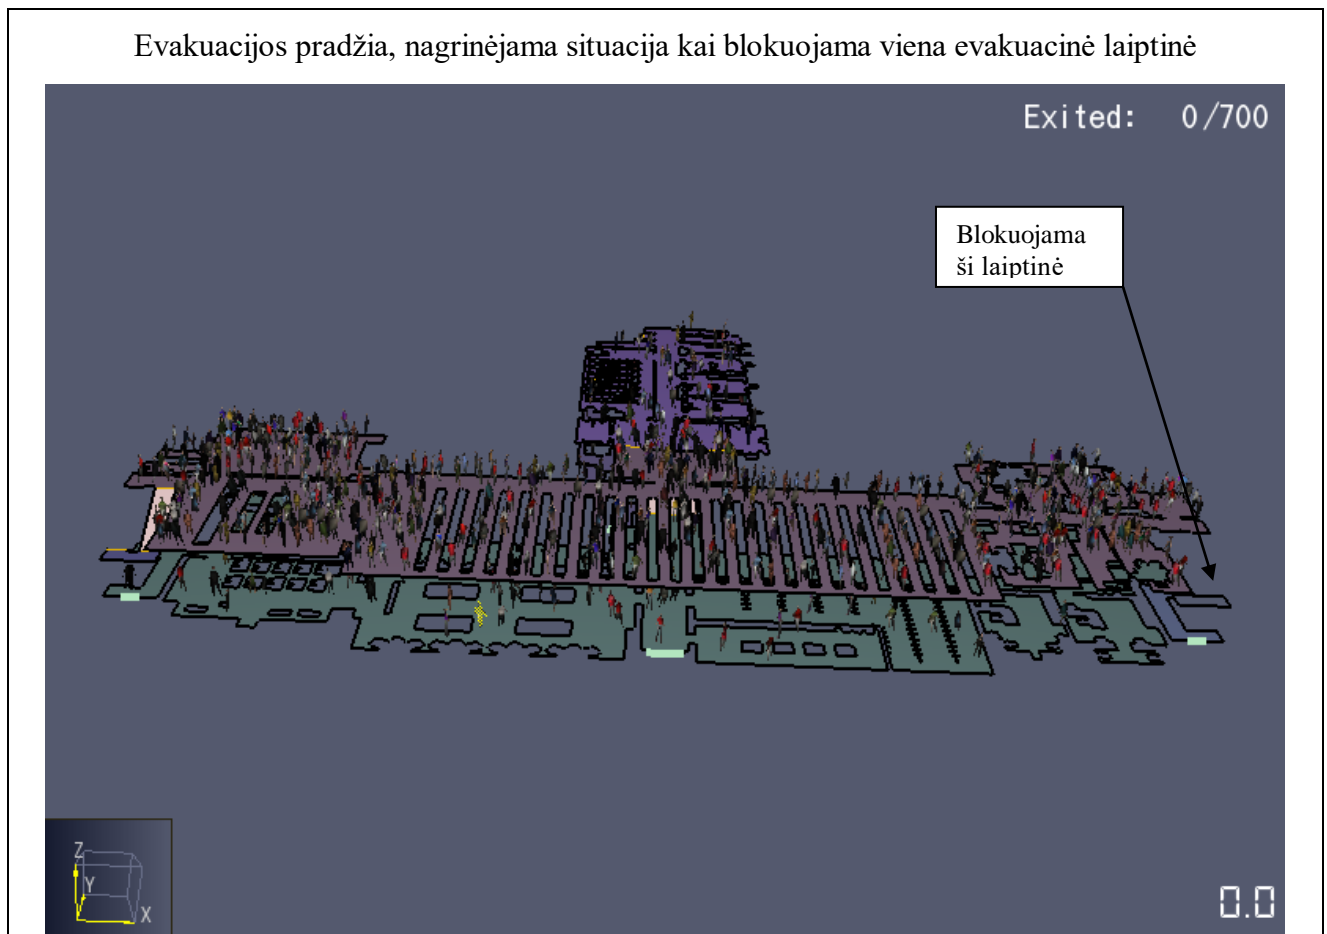 Evakuacijos pradžia, nagrinėjama situacija kai blokuojama viena evakuacinė laiptinė
Exited: 0/700
Blokuojama
ši laiptinė
Z
Y
X
0.0